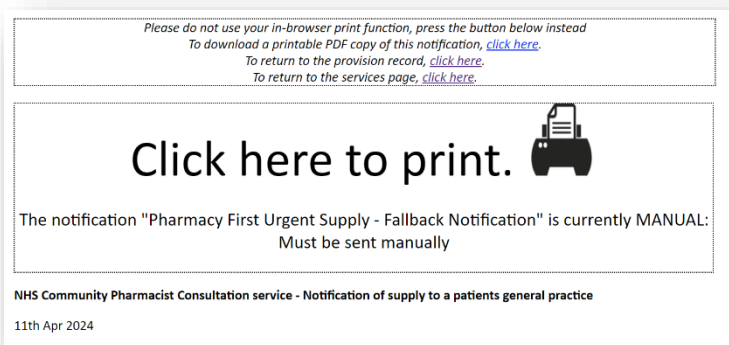 Please do not use your in-browser print function, press the button below instead
To download a printable PDF copy of this notification, click here.
To return to the provision record, click here.
To return to the services page, click here.
Click here to print.
The notification "Pharmacy First Urgent Supply - Fallback Notification" is currently MANUAL:
Must be sent manually
NHS Community Pharmacist Consultation service - Notification of supply to a patients general practice
11th Apr 2024